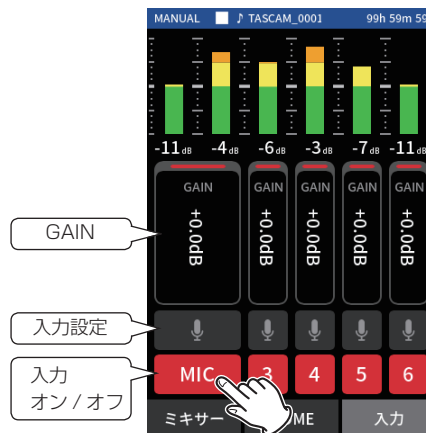 MANUAL ♪ TASCAM_0001 99h 59m 59
-11dB -4dB -6dB -3dB -7dB -11dB
GAIN GAIN GAIN GAIN GAIN
+0.0dB +0.0dB +0.0dB +0.0dB +0.0dB
GAIN
入力設定
入力
オン / オフ
MIC 3 4 5 6
ミキサー ME 入力